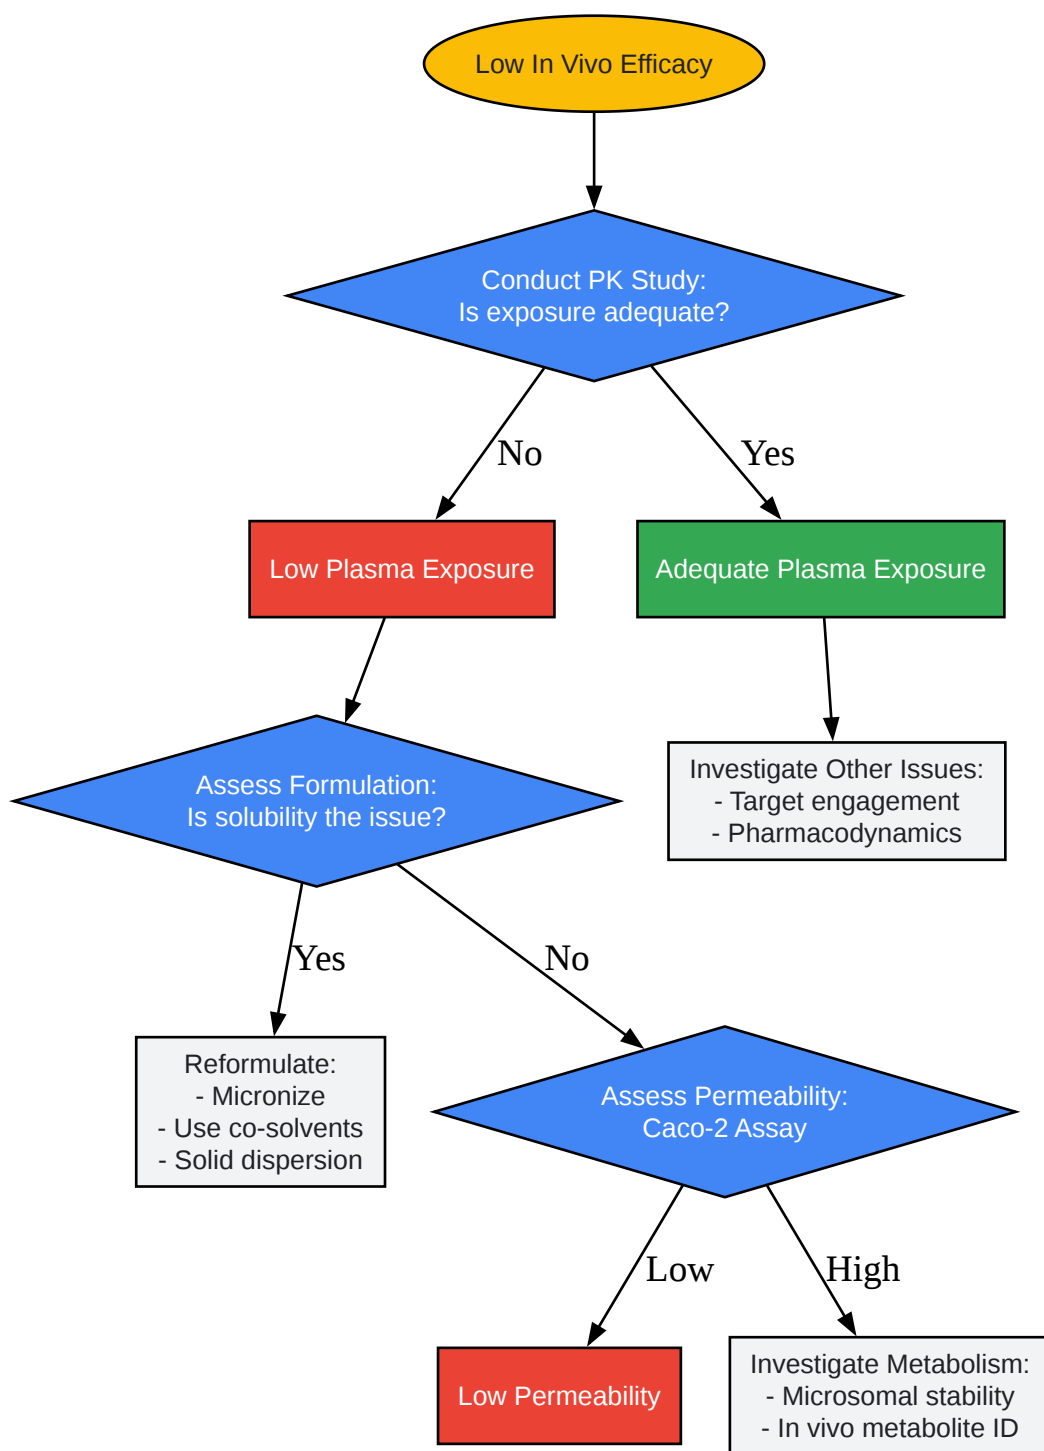 Low In Vivo Efficacy
Conduct PK Study:
Is exposure adequate?
No
Yes
Low Plasma Exposure
Adequate Plasma Exposure
Assess Formulation:
Is solubility the issue?
Investigate Other Issues:
- Target engagement
- Pharmacodynamics
Yes
No
Reformulate:
- Micronize
- Use co-solvents
- Solid dispersion
Assess Permeability:
Caco-2 Assay
Low
High
Low Permeability
Investigate Metabolism:
- Microsomal stability
- In vivo metabolite ID